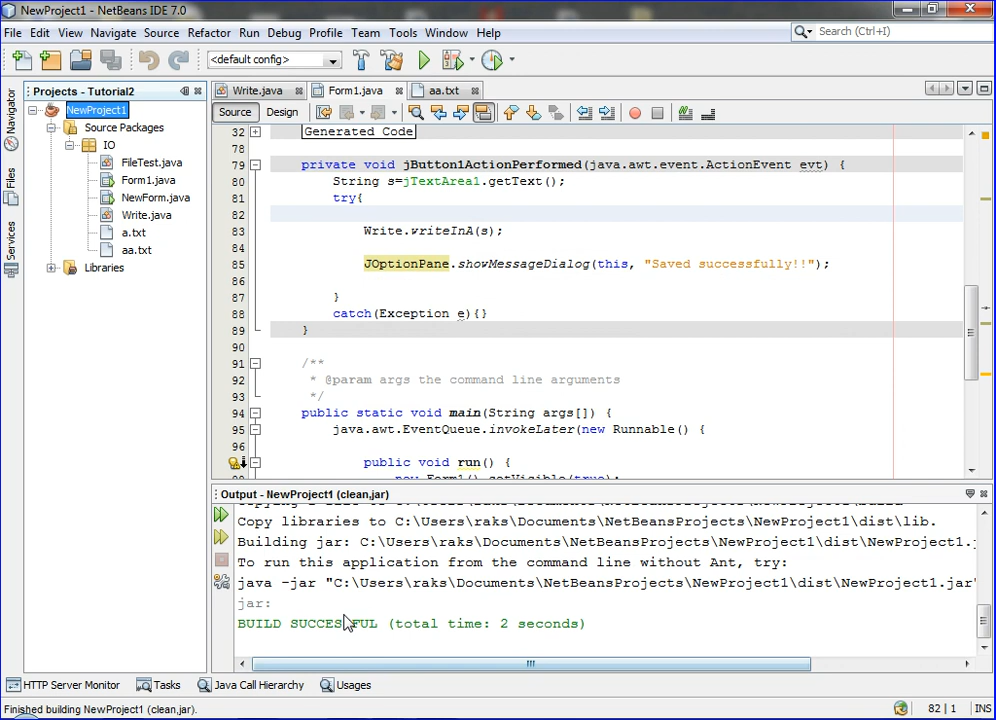 NewProject1 - NetBeans IDE 7.0
File Edit View Navigate Source Refactor Run Debug Profile Team Tools Window Help
Search (Ctrl+I)
<default config>
Projects - Tutorial2
Write.java Form1.java aa.txt
Navigator
Files
Services
NewProject1
Source Packages
IO
FileTest.java
Form1.java
NewForm.java
Write.java
a.txt
aa.txt
Libraries
Source Design
32 Generated Code
78
79 private void jButton1ActionPerformed(java.awt.event.ActionEvent evt) {
80 String s=jTextArea1.getText();
81 try{
82
83 Write.writeInA(s);
84
85 JOptionPane.showMessageDialog(this, "Saved successfully!!");
86
87 }
88 catch(Exception e){}
89 }
90
91 /**
92 * @param args the command line arguments
93 */
94 public static void main(String args[]) {
95 java.awt.EventQueue.invokeLater(new Runnable() {
96
public void run() {
new Form1().setVisible(true);
Output - NewProject1 (clean,jar)
Copy libraries to C:\Users\raks\Documents\NetBeansProjects\NewProject1\dist\lib.
Building jar: C:\Users\raks\Documents\NetBeansProjects\NewProject1\dist\NewProject1.j
To run this application from the command line without Ant, try:
java -jar "C:\Users\raks\Documents\NetBeansProjects\NewProject1\dist\NewProject1.jar"
jar:
BUILD SUCCESSFUL (total time: 2 seconds)
HTTP Server Monitor Tasks Java Call Hierarchy Usages
Finished building NewProject1 (clean,jar).
82 | 1 INS